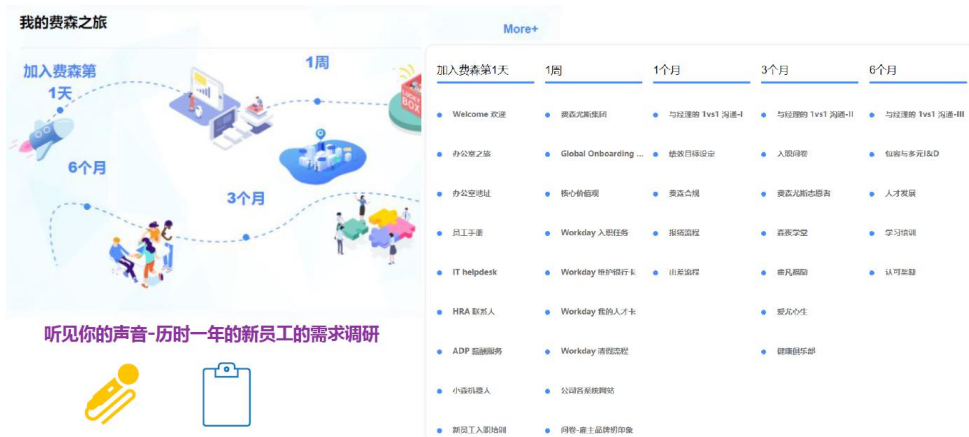 我的费森之旅
More+
加入费森第
1天
1周
6个月
3个月
听见你的声音-历时一年的新员工的需求调研
加入费森第1天
Welcome 欢迎
办公室之旅
办公室地址
员工手册
IT helpdesk
HRA 联系人
ADP 薪酬服务
小森机器人
新员工入职培训
1周
费森尤斯集团
Global Onboarding ...
核心价值观
Workday 入职任务
Workday 维护银行卡
Workday 我的人才卡
Workday 请假流程
公司各系统网站
问卷-雇主品牌初印象
1个月
与经理的 1vs1 沟通-I
绩效目标设定
费森合规
报销流程
出差流程
3个月
与经理的 1vs1 沟通-II
入职问卷
费森尤斯志愿者
森夜学堂
非凡福励
爱尤心生
健康俱乐部
6个月
与经理的 1vs1 沟通-III
包容与多元I&D
人才发展
学习培训
认可奖励